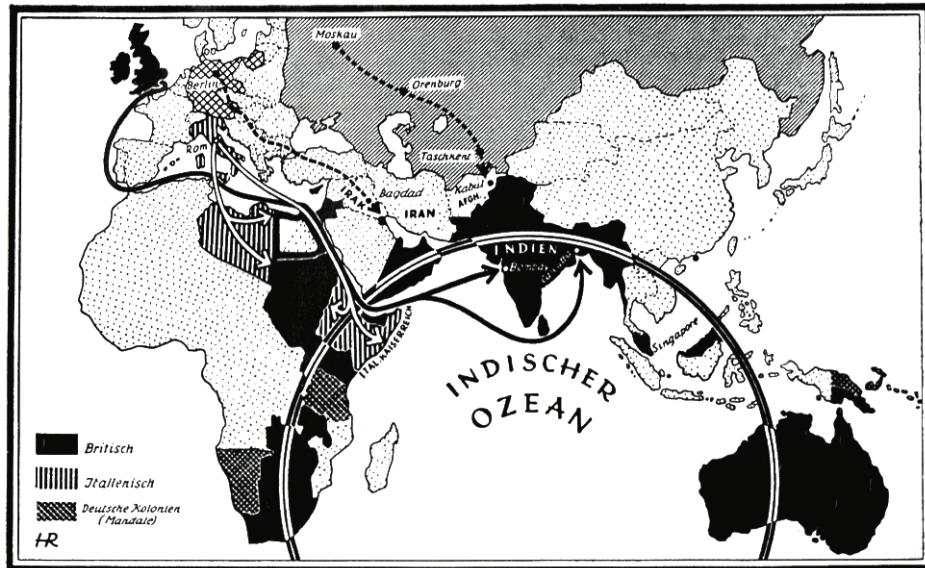 Moskau
Orenburg
Berlin
Taschkent
Rom
Kabul
Bagdad
AFGH.
IRAK
IRAN
INDIEN
Bombay
Calcutta
Singapore
ITAL. KAISERREICH
INDISCHER
OZEAN
Britisch
Italienisch
Deutsche Kolonien
(Mandate)
HR